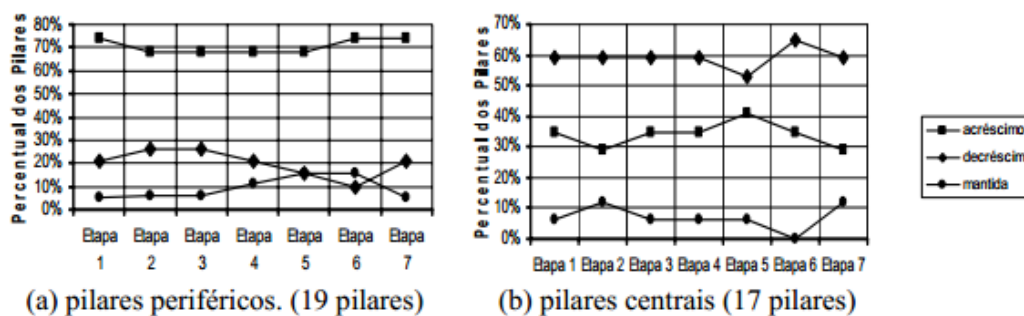 Percentual dos Pilares
80%
70%
60%
50%
40%
30%
20%
10%
0%
Etapa 1
Etapa 2
Etapa 3
Etapa 4
Etapa 5
Etapa 6
Etapa 7
(a) pilares periféricos. (19 pilares)
Percentual dos Pilares
70%
60%
50%
40%
30%
20%
10%
0%
Etapa 1 Etapa 2 Etapa 3 Etapa 4 Etapa 5 Etapa 6 Etapa 7
(b) pilares centrais (17 pilares)
acréscimo
decréscim
mantida